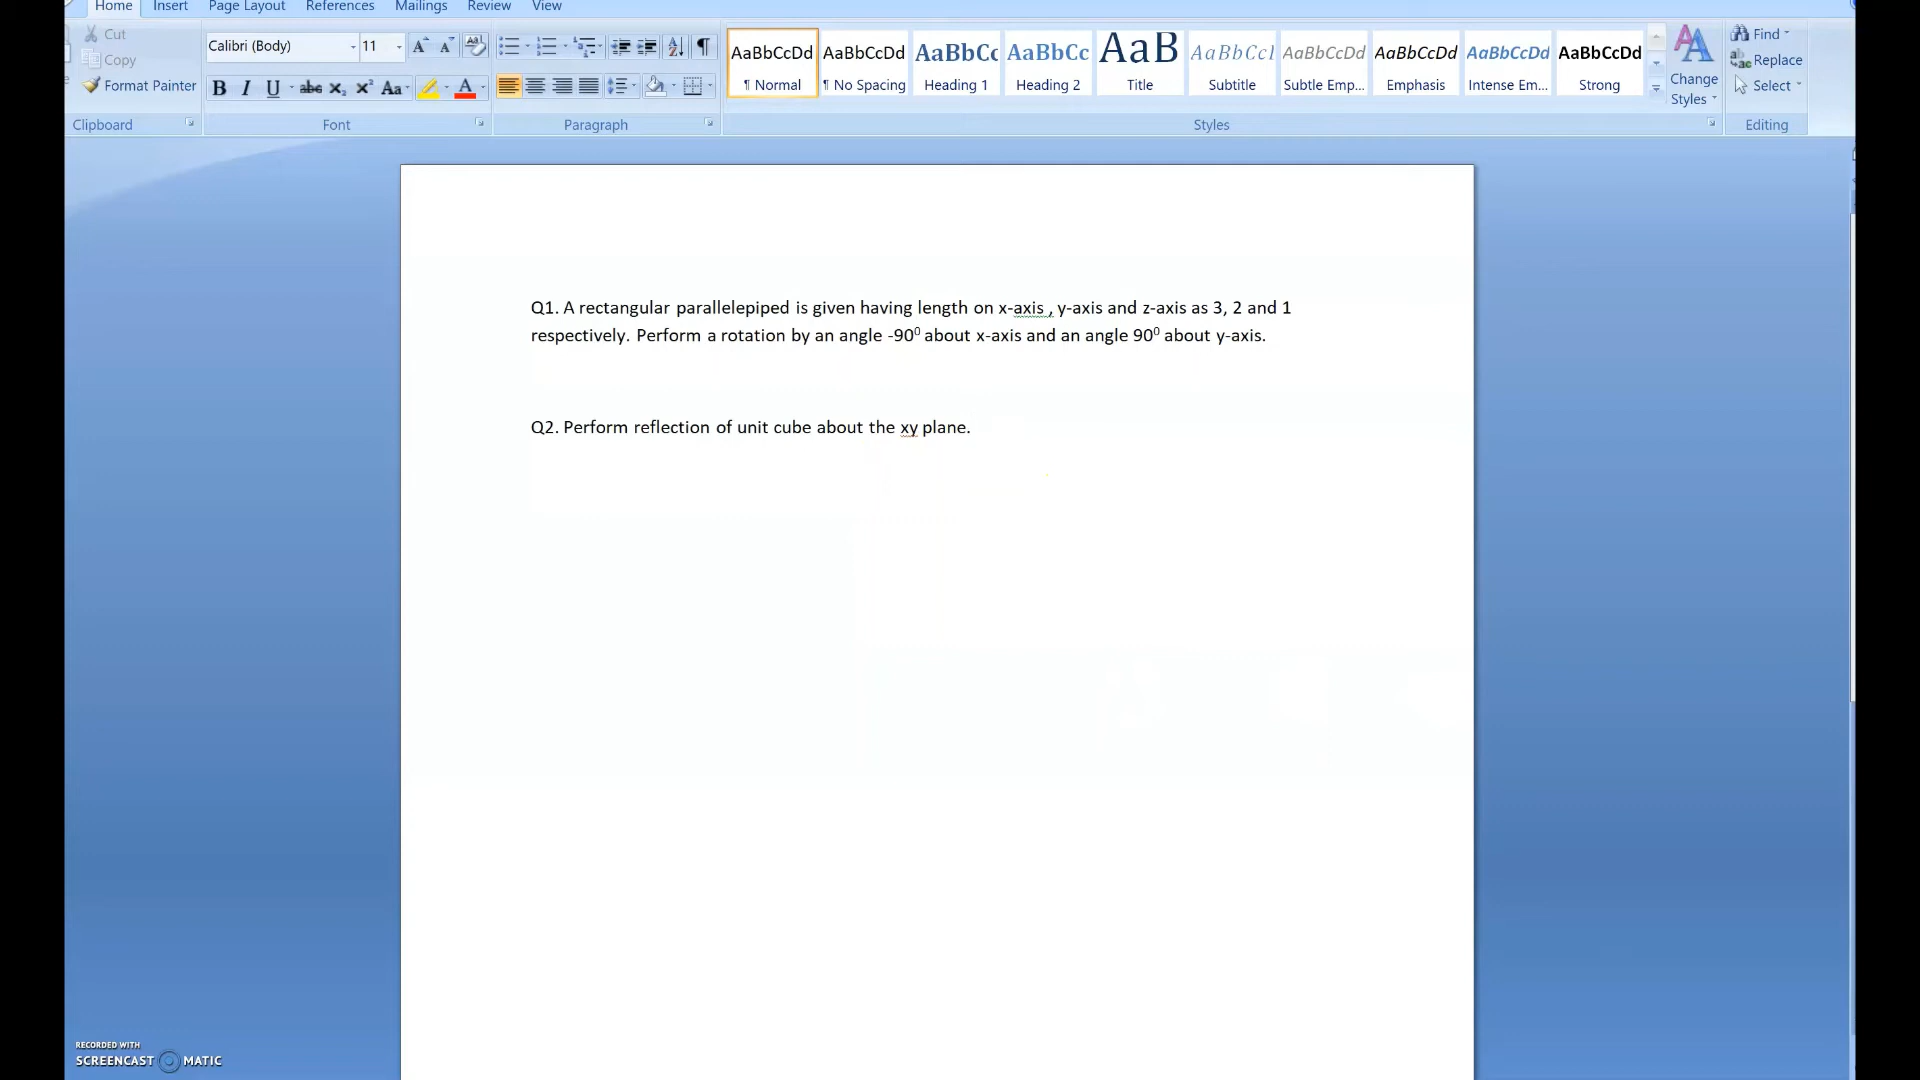 Home Insert Page Layout References Mailings Review View
Cut
Copy
Format Painter
Clipboard
Calibri (Body) 11
B I U abc x₂ x² Aa A
Font
Paragraph
AaBbCcDd AaBbCcDd AaBbCc AaBbCc AaB AaBbCcI AaBbCcDd AaBbCcDd AaBbCcDd AaBbCcDd
¶ Normal ¶ No Spacing Heading 1 Heading 2 Title Subtitle Subtle Emp... Emphasis Intense Em... Strong
Change
Styles
Styles
Find
Replace
Select
Editing
Q1. A rectangular parallelepiped is given having length on x-axis , y-axis and z-axis as 3, 2 and 1
respectively. Perform a rotation by an angle -90⁰ about x-axis and an angle 90⁰ about y-axis.
Q2. Perform reflection of unit cube about the xy plane.
RECORDED WITH
SCREENCAST MATIC